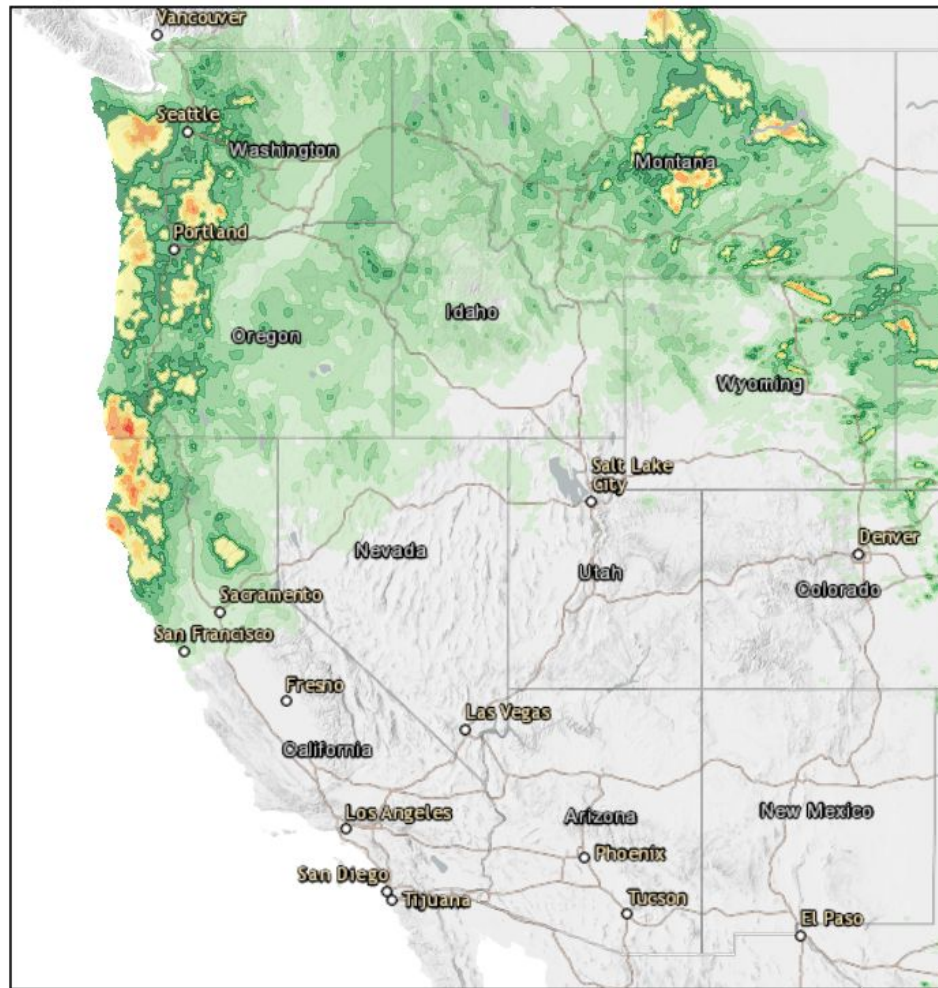 Vancouver
Seattle
Washington
Montana
Portland
Idaho
Oregon
Wyoming
Salt Lake
City
Nevada
Denver
Utah
Colorado
Sacramento
San Francisco
Fresno
Las Vegas
California
Los Angeles
Arizona
New Mexico
Phoenix
San Diego
Tijuana
Tucson
El Paso